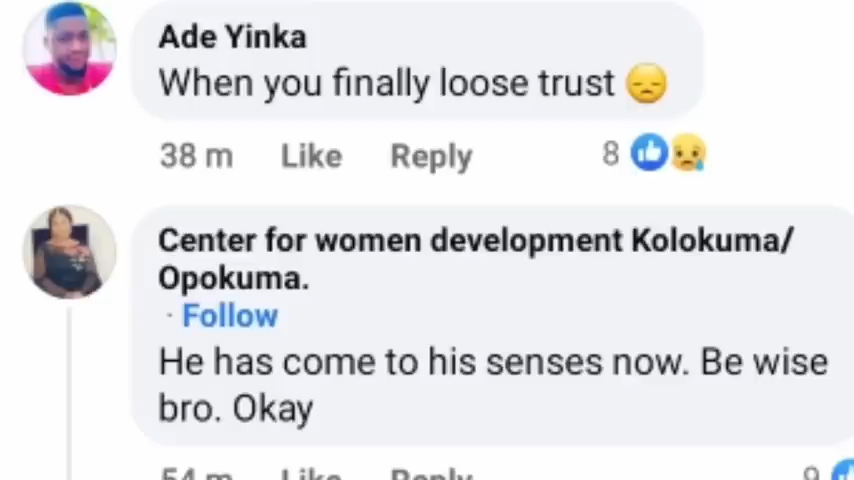 Ade Yinka
When you finally loose trust 😞
38 m Like Reply 8
Center for women development Kolokuma/
Opokuma.
· Follow
He has come to his senses now. Be wise
bro. Okay
54 m Like Reply 9